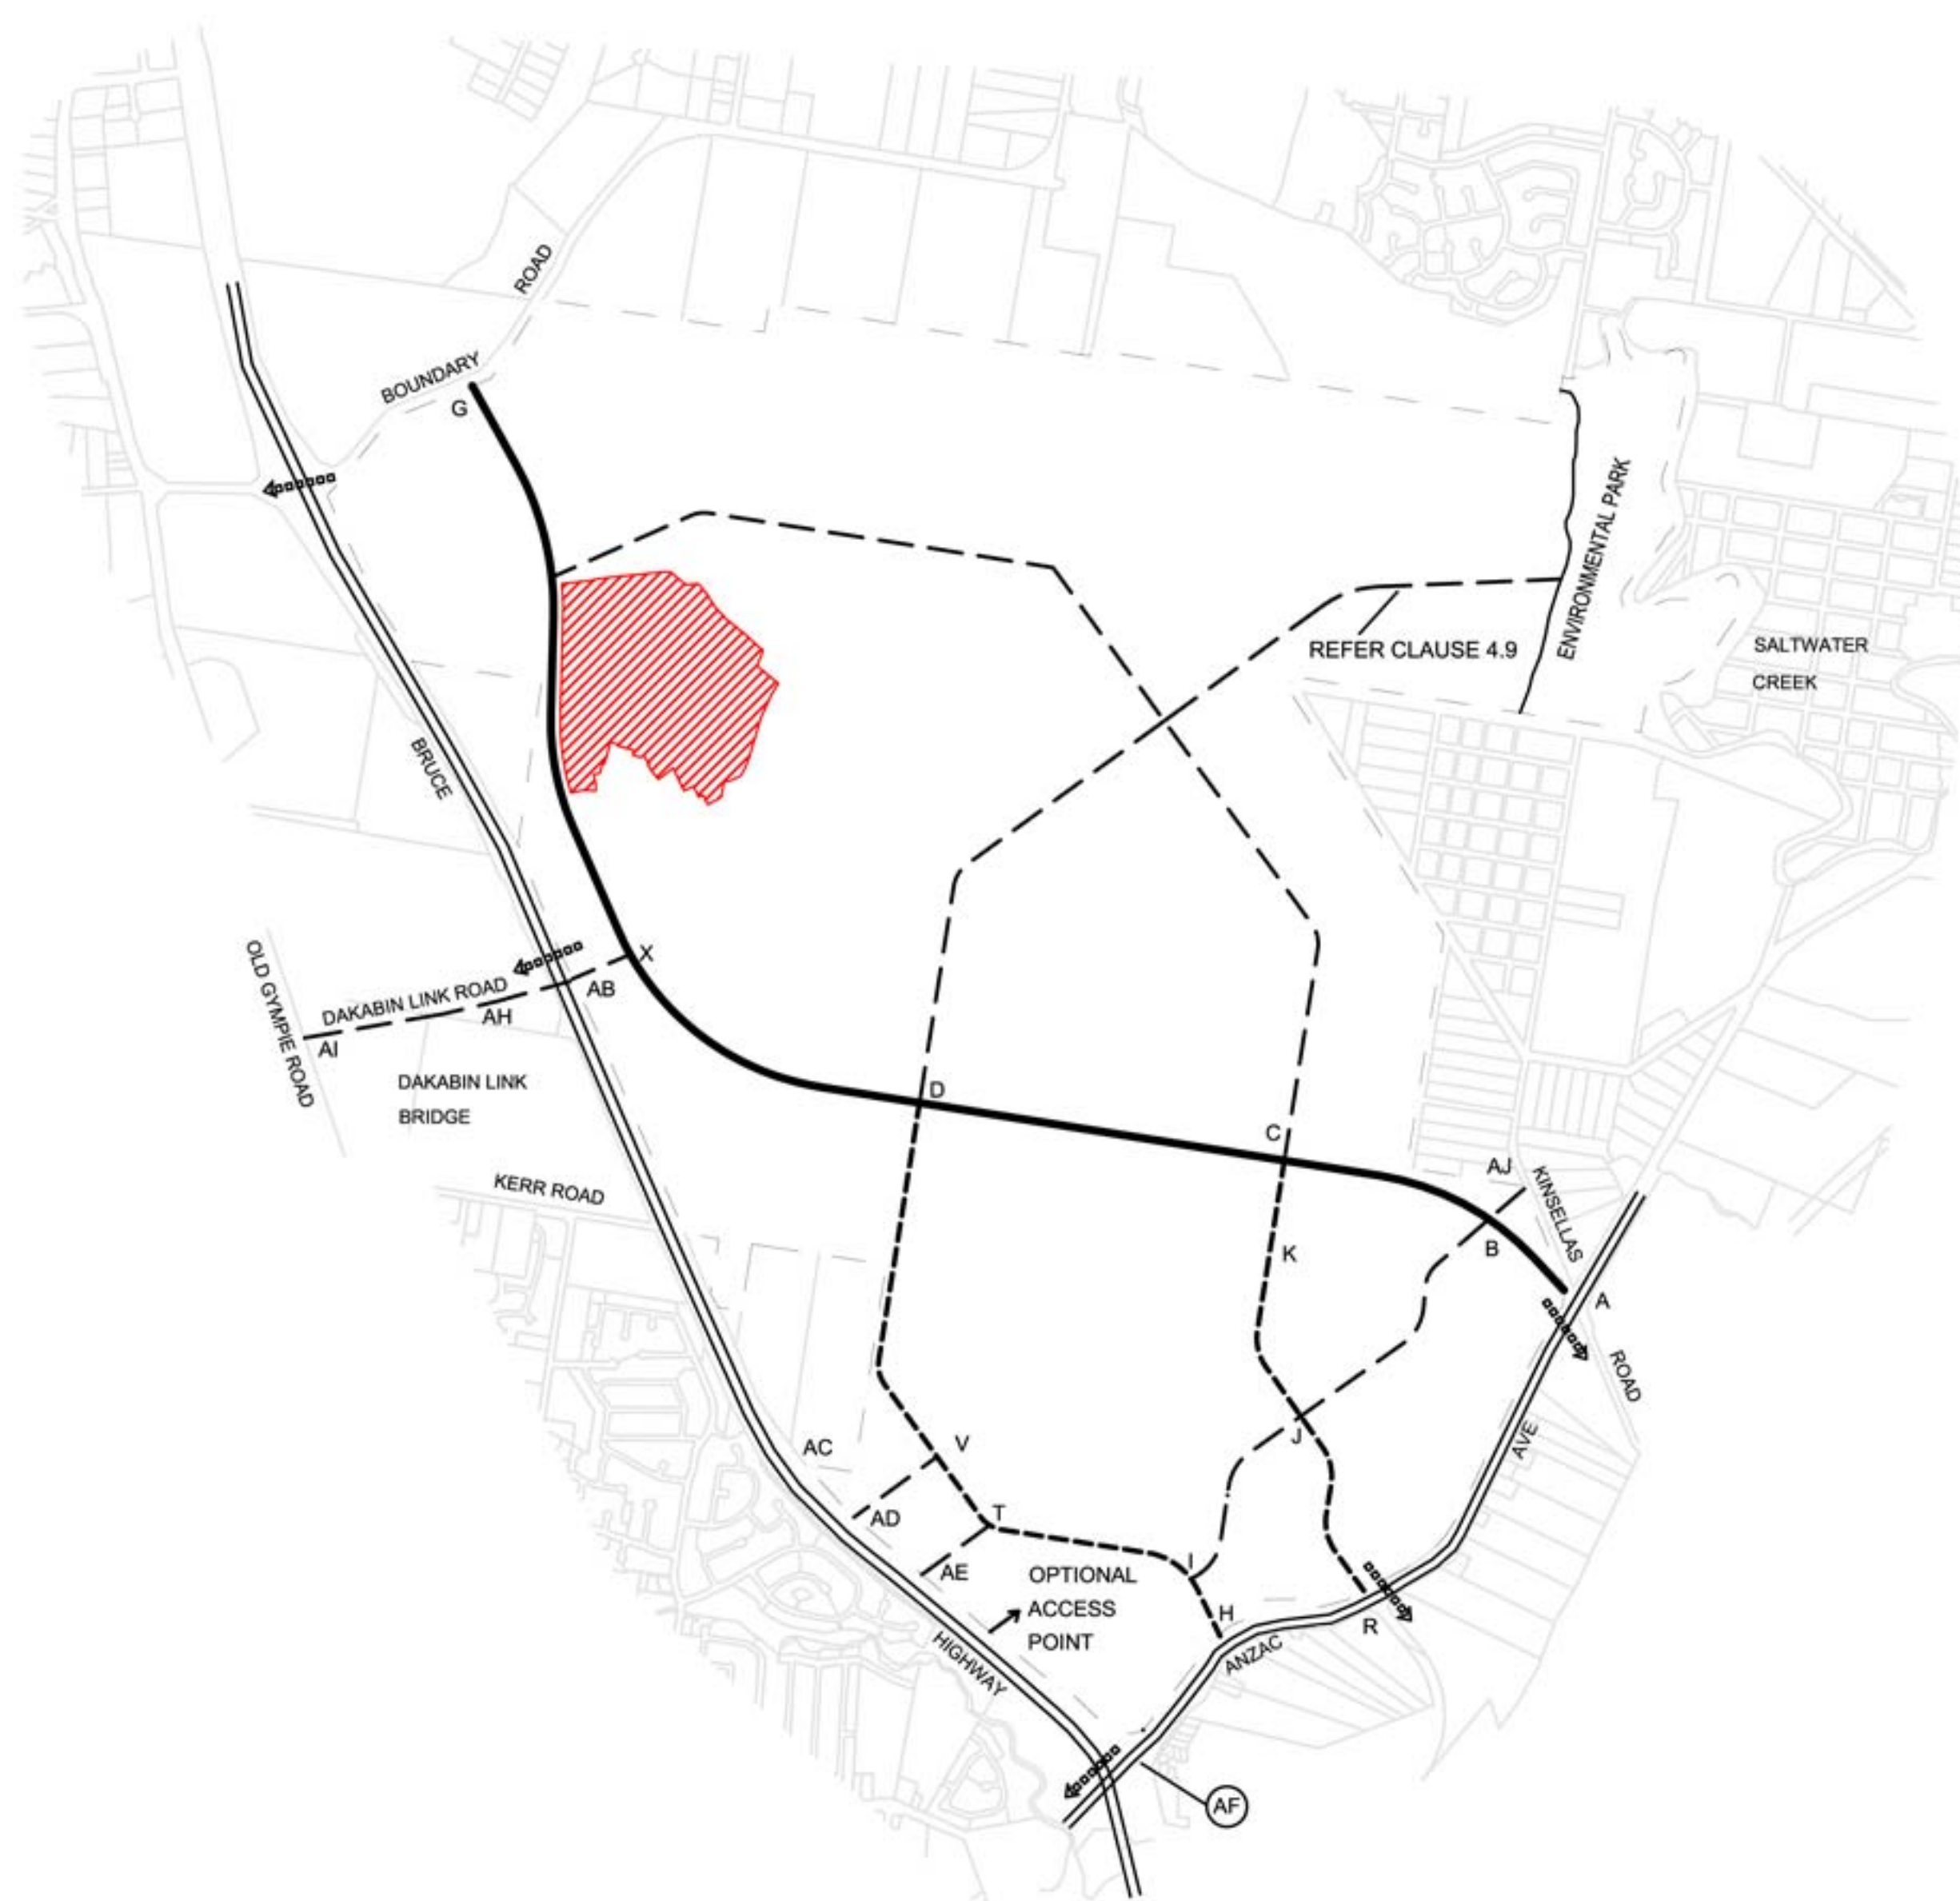 ROAD
BOUNDARY
G
ENVIRONMENTAL PARK
REFER CLAUSE 4.9
SALTWATER
CREEK
BRUCE
OLD GYMPIE ROAD
X
DAKABIN LINK ROAD
AB
AH
AI
DAKABIN LINK
BRIDGE
D
C
KERR ROAD
AJ
KINSELLAS
B
K
A
ROAD
AVE
AC
V
J
AD
T
AE
I
OPTIONAL
ACCESS
POINT
H
R
HIGHWAY
ANZAC
AF